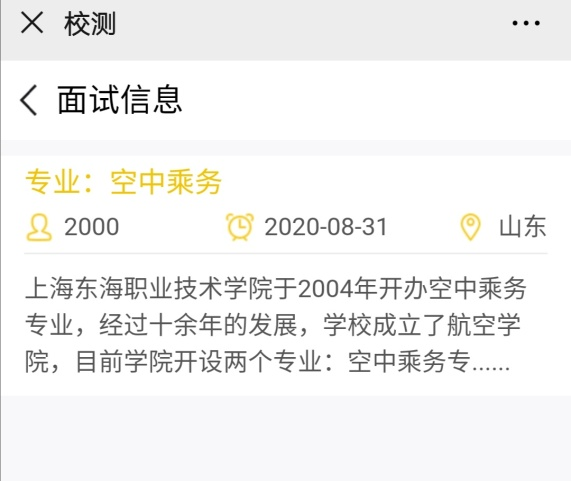 校测
面试信息
专业：空中乘务
2000 2020-08-31 山东
上海东海职业技术学院于2004年开办空中乘务
专业，经过十余年的发展，学校成立了航空学
院，目前学院开设两个专业：空中乘务专......